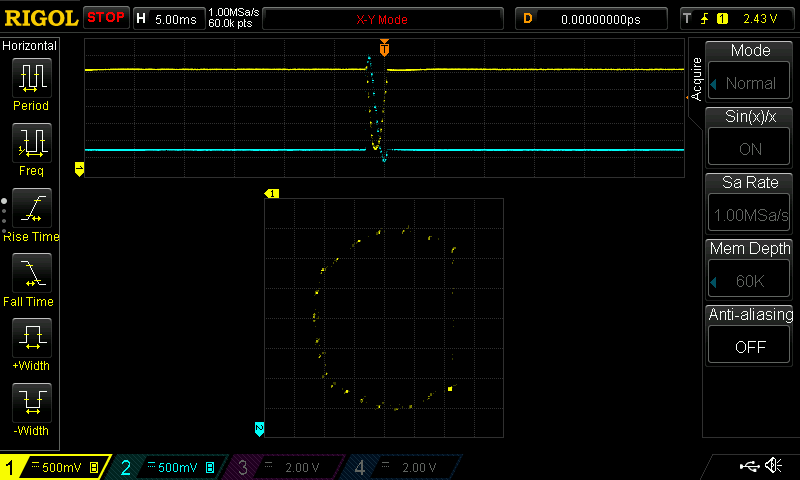 RIGOL STOP H 5.00ms 1.00MSa/s 60.0k pts X-Y Mode D 0.00000000ps T 1 2.43 V
Horizontal
Period
Freq
Rise Time
Fall Time
+Width
-Width
T
1
1
2
Acquire
Mode
Normal
Sin(x)/x
ON
Sa Rate
1.00MSa/s
Mem Depth
60K
Anti-aliasing
OFF
1 500mV B 2 500mV B 3 2.00 V 4 2.00 V